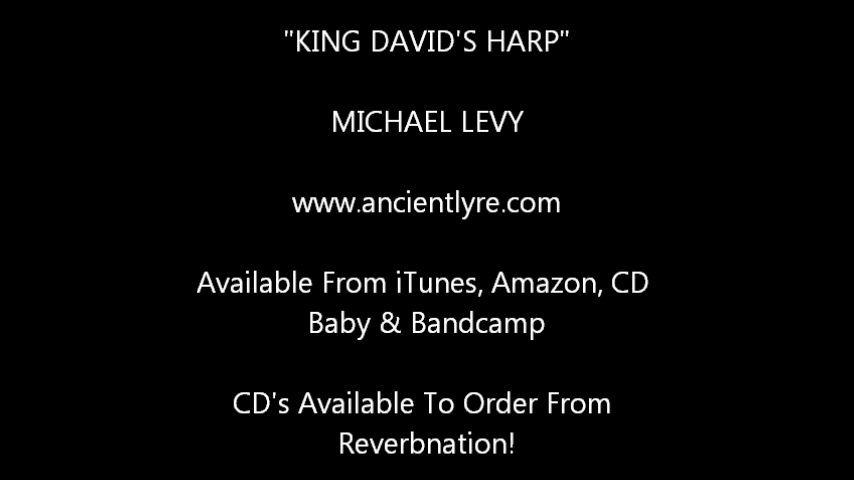 "KING DAVID'S HARP"
MICHAEL LEVY
www.ancientlyre.com
Available From iTunes, Amazon, CD
Baby & Bandcamp
CD's Available To Order From
Reverbnation!